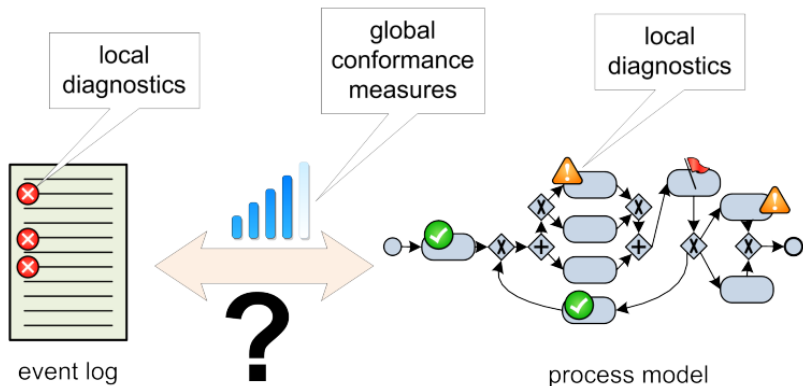 local
diagnostics
global
conformance
measures
local
diagnostics
?
event log
process model